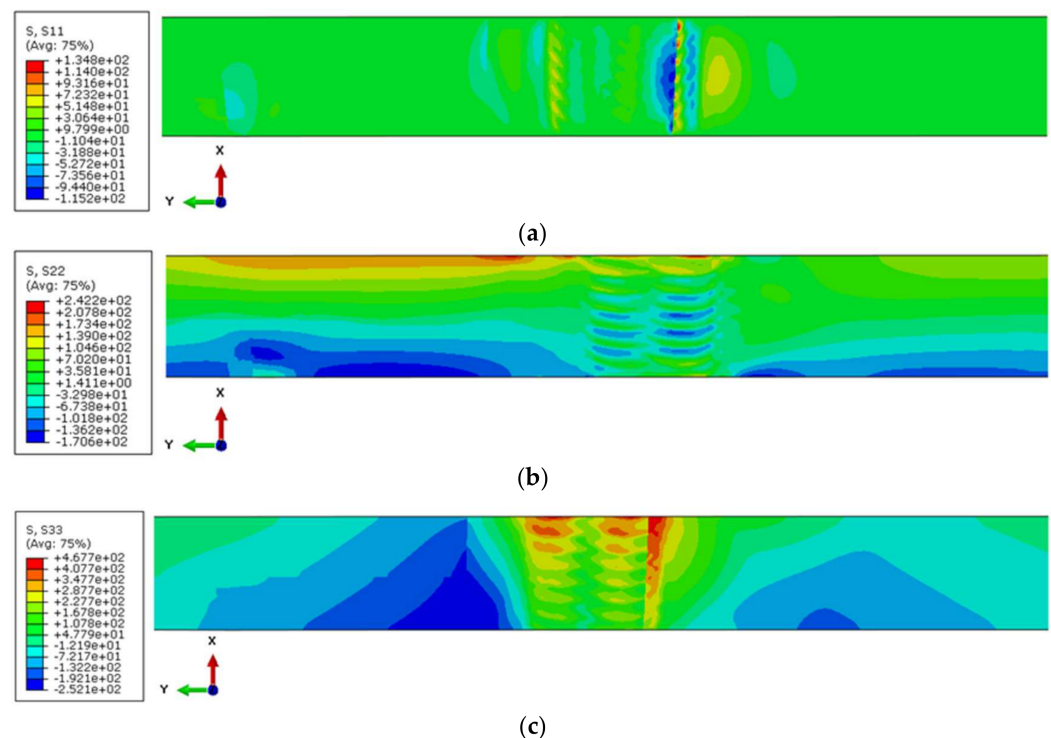 S, S11
(Avg: 75%)
+1.348e+02
+1.140e+02
+9.316e+01
+7.232e+01
+5.148e+01
+3.064e+01
+9.799e+00
-1.104e+01
-3.188e+01
-5.272e+01
-7.356e+01
-9.440e+01
-1.152e+02
X
Y
(a)
S, S22
(Avg: 75%)
+2.422e+02
+2.078e+02
+1.734e+02
+1.390e+02
+1.046e+02
+7.020e+01
+3.581e+01
+1.411e+00
-3.298e+01
-6.738e+01
-1.018e+02
-1.362e+02
-1.706e+02
X
Y
(b)
S, S33
(Avg: 75%)
+4.677e+02
+4.077e+02
+3.477e+02
+2.877e+02
+2.277e+02
+1.678e+02
+1.078e+02
+4.779e+01
-1.219e+01
-7.217e+01
-1.322e+02
-1.921e+02
-2.521e+02
X
Y
(c)